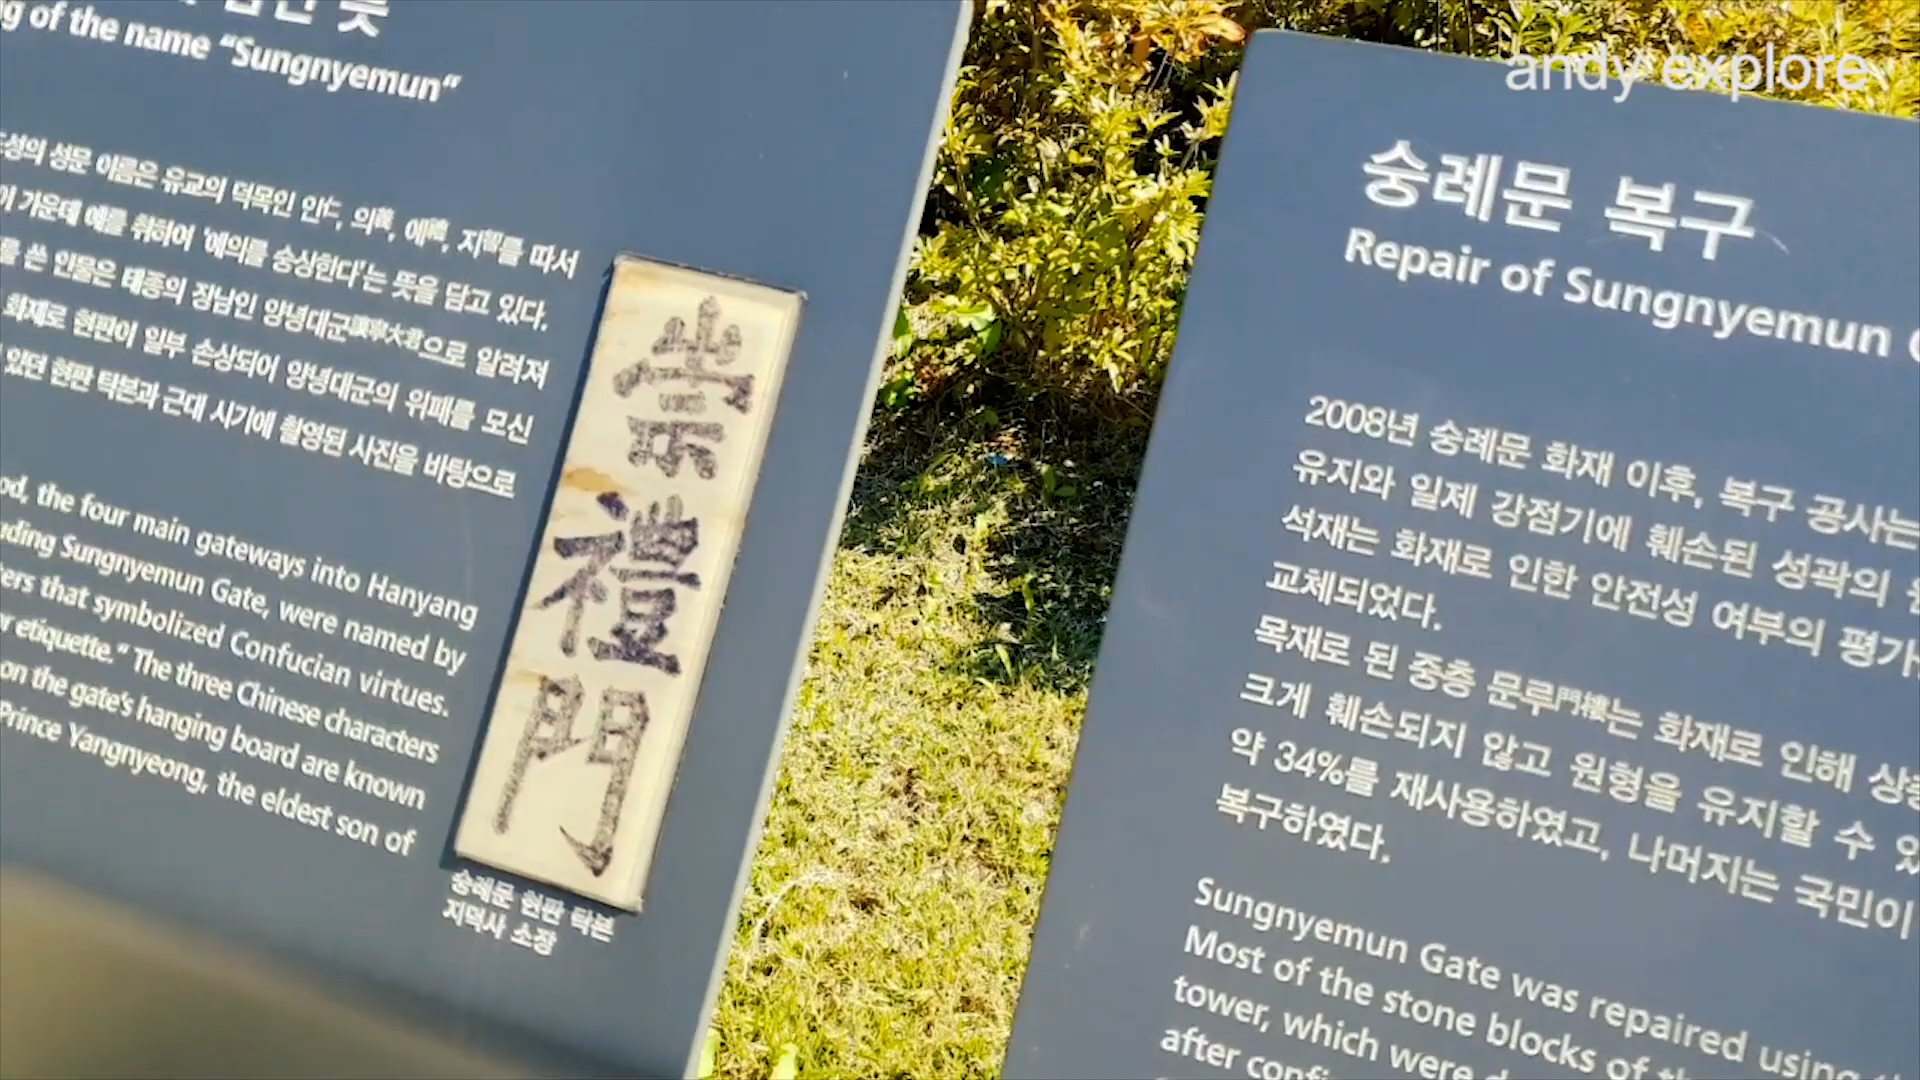 g of the name “Sungnyemun”
도성의 성문 이름은 유교의 덕목인 인仁, 의義, 예禮, 지智를 따서
이 가운데 예를 취하여 '예의를 숭상한다'는 뜻을 담고 있다.
를 쓴 인물은 태종의 장남인 양녕대군讓寧大君으로 알려져
화재로 현판이 일부 손상되어 양녕대군의 위패를 모신
있던 현판 탁본과 근대 시기에 촬영된 사진을 바탕으로
od, the four main gateways into Hanyang
uding Sungnyemun Gate, were named by
ers that symbolized Confucian virtues.
r etiquette.” The three Chinese characters
on the gate's hanging board are known
Prince Yangnyeong, the eldest son of
崇禮門
숭례문 현판 탁본
지덕사 소장
andy explore
숭례문 복구
Repair of Sungnyemun
2008년 숭례문 화재 이후, 복구 공사는
유지와 일제 강점기에 훼손된 성곽의
석재는 화재로 인한 안전성 여부의 평가
교체되었다.
목재로 된 중층 문루門樓는 화재로 인해
크게 훼손되지 않고 원형을 유지할 수
약 34%를 재사용하였고, 나머지는 국민이
복구하였다.
Sungnyemun Gate was repaired using
Most of the stone blocks of
tower, which were
after